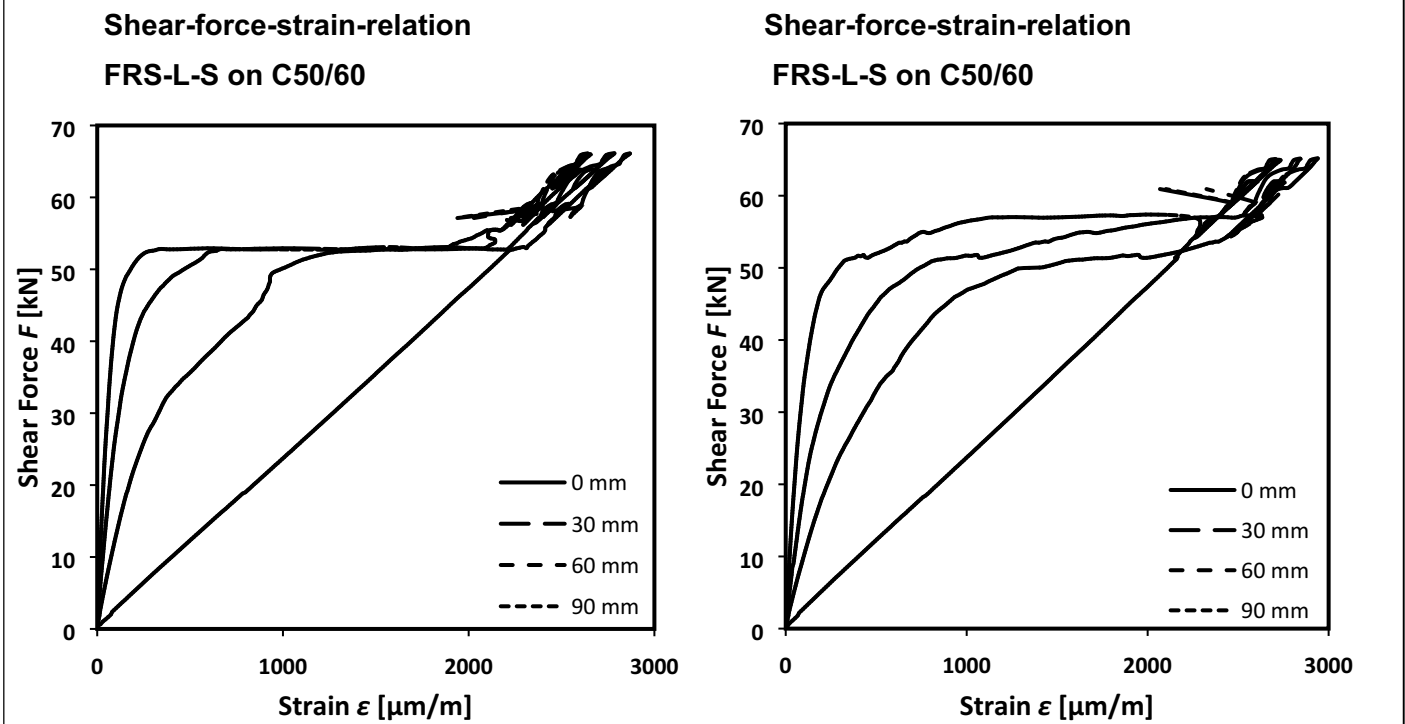 Shear-force-strain-relation
FRS-L-S on C50/60
70
60
50
40
30
20
10
0
Shear Force F [kN]
0 mm
30 mm
60 mm
90 mm
0 1000 2000 3000
Strain ε [µm/m]
Shear-force-strain-relation
FRS-L-S on C50/60
70
60
50
40
30
20
10
0
Shear Force F [kN]
0 mm
30 mm
60 mm
90 mm
0 1000 2000 3000
Strain ε [µm/m]